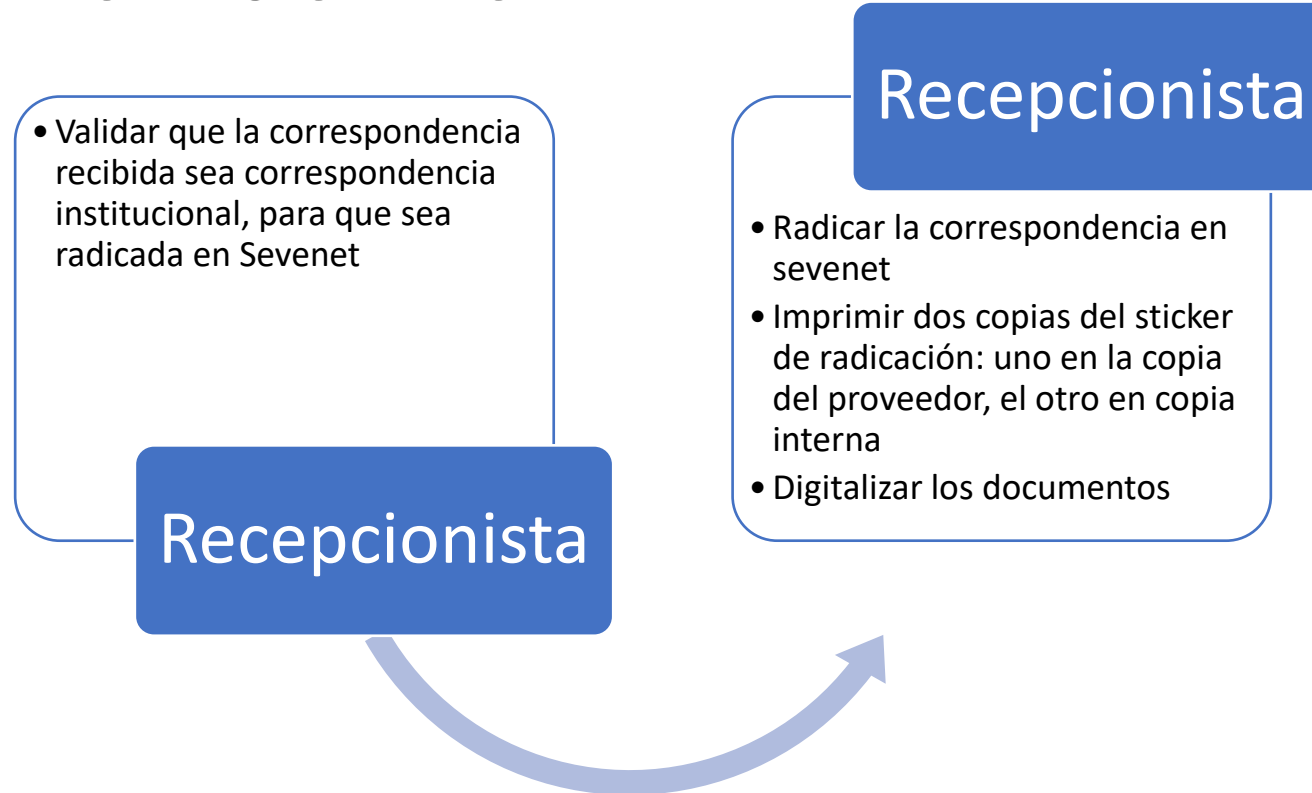 • Validar que la correspondencia
recibida sea correspondencia
institucional, para que sea
radicada en Sevenet
Recepcionista
Recepcionista
• Radicar la correspondencia en
sevenet
• Imprimir dos copias del sticker
de radicación: uno en la copia
del proveedor, el otro en copia
interna
• Digitalizar los documentos